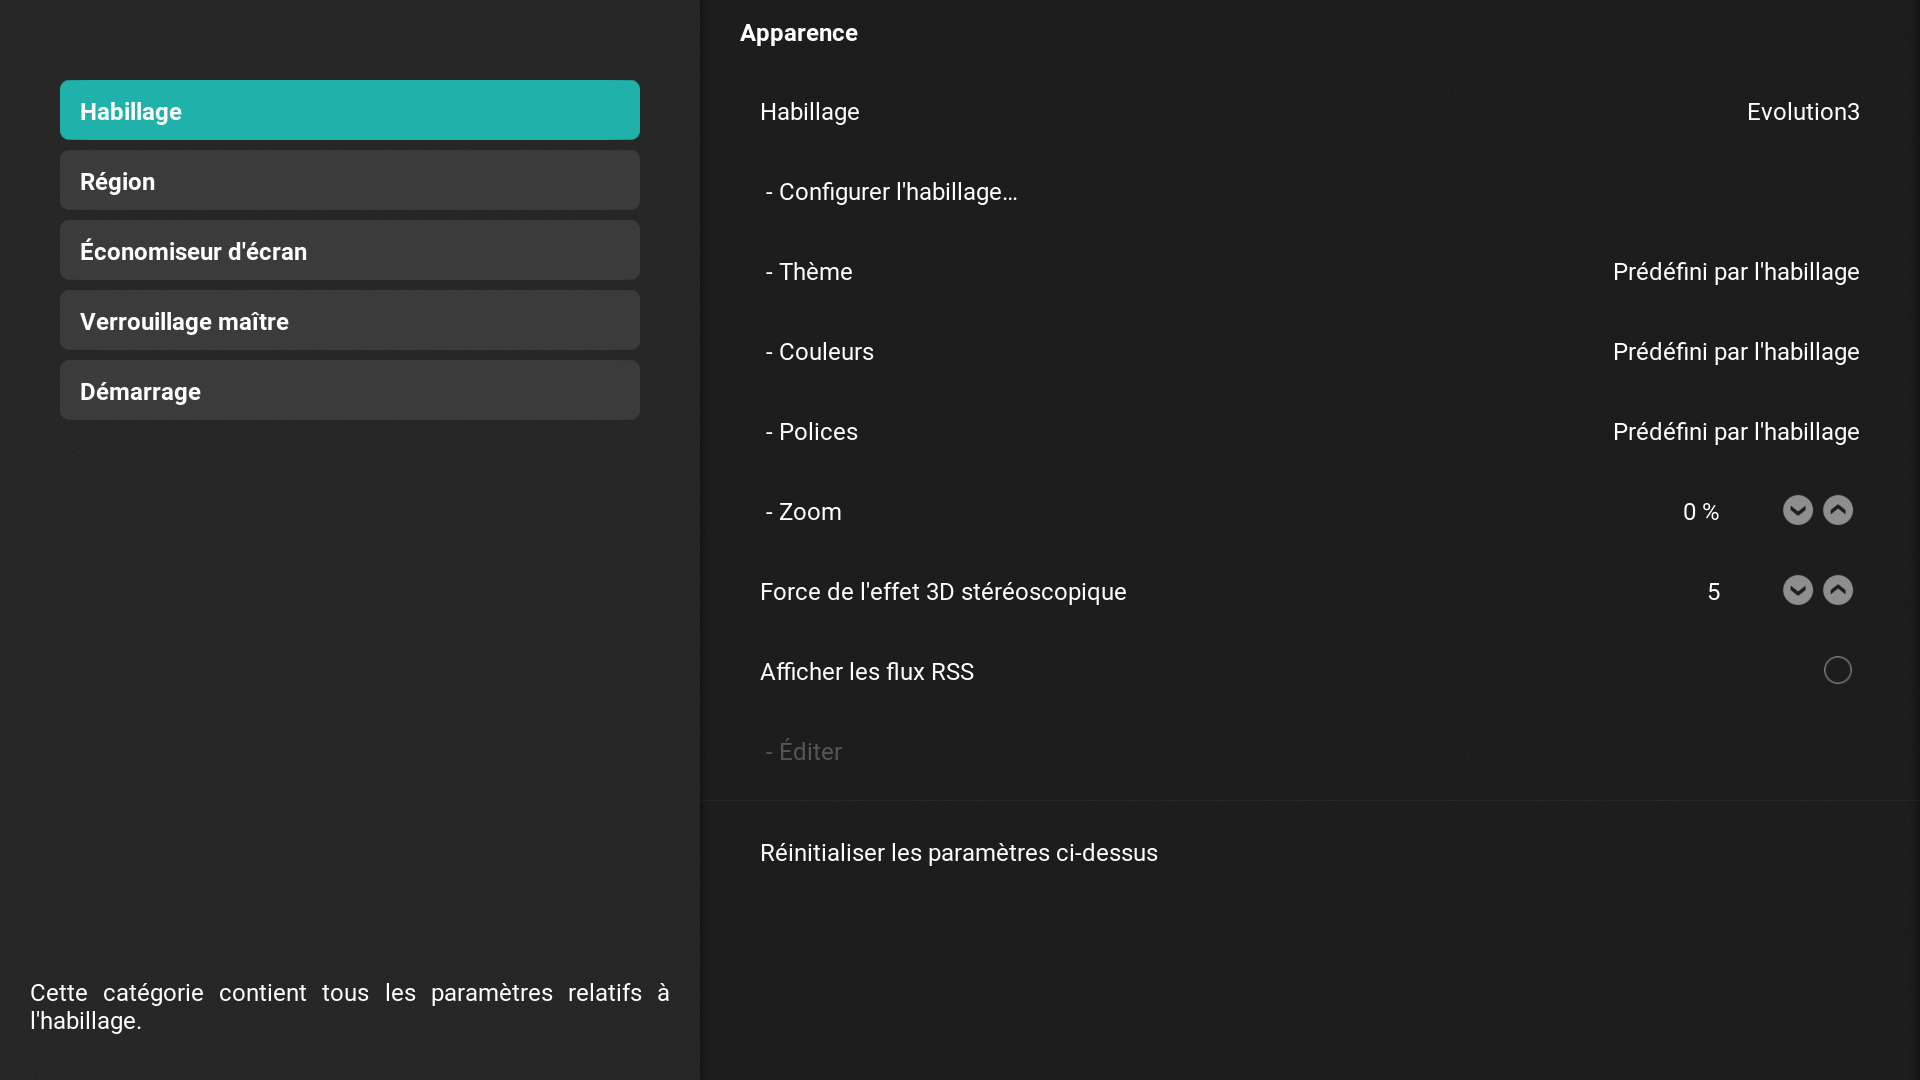 Apparence
Habillage
Région
Économiseur d'écran
Verrouillage maître
Démarrage
Cette catégorie contient tous les paramètres relatifs à
l'habillage.
Habillage Evolution3
- Configurer l'habillage...
- Thème Prédéfini par l'habillage
- Couleurs Prédéfini par l'habillage
- Polices Prédéfini par l'habillage
- Zoom 0 %
Force de l'effet 3D stéréoscopique 5
Afficher les flux RSS
- Éditer
Réinitialiser les paramètres ci-dessus